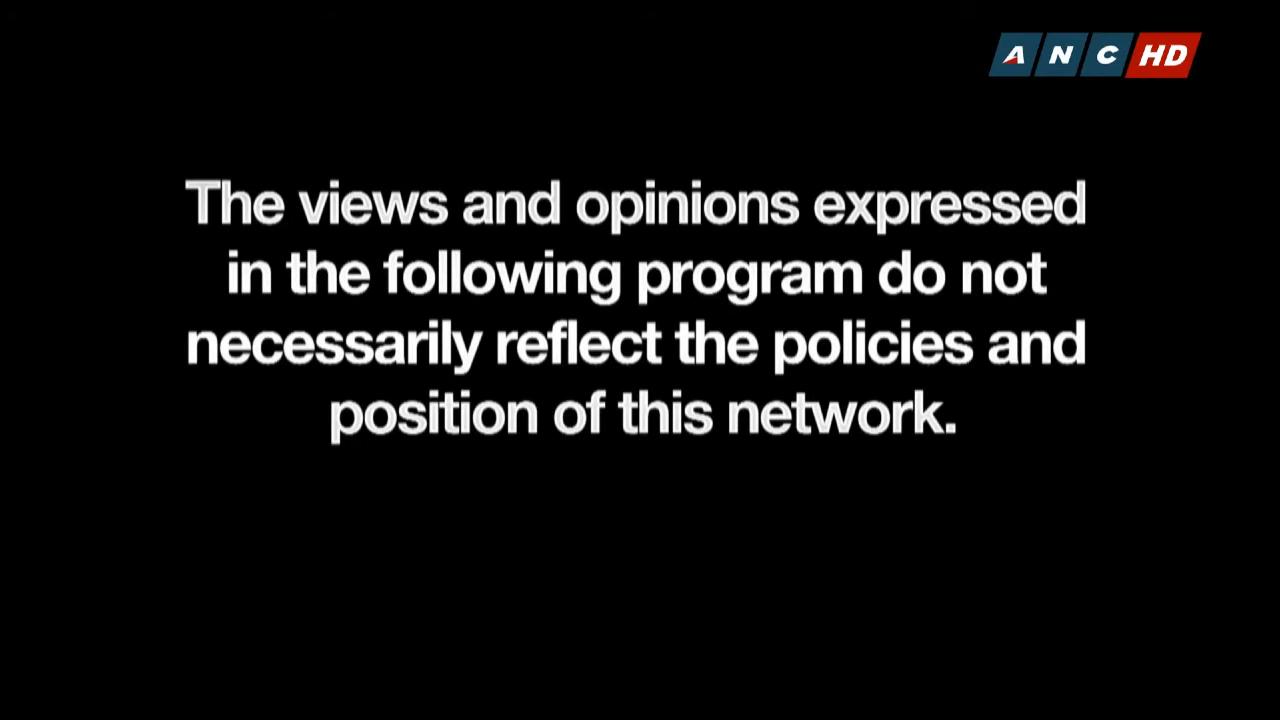 ANC HD
The views and opinions expressed
in the following program do not
necessarily reflect the policies and
position of this network.